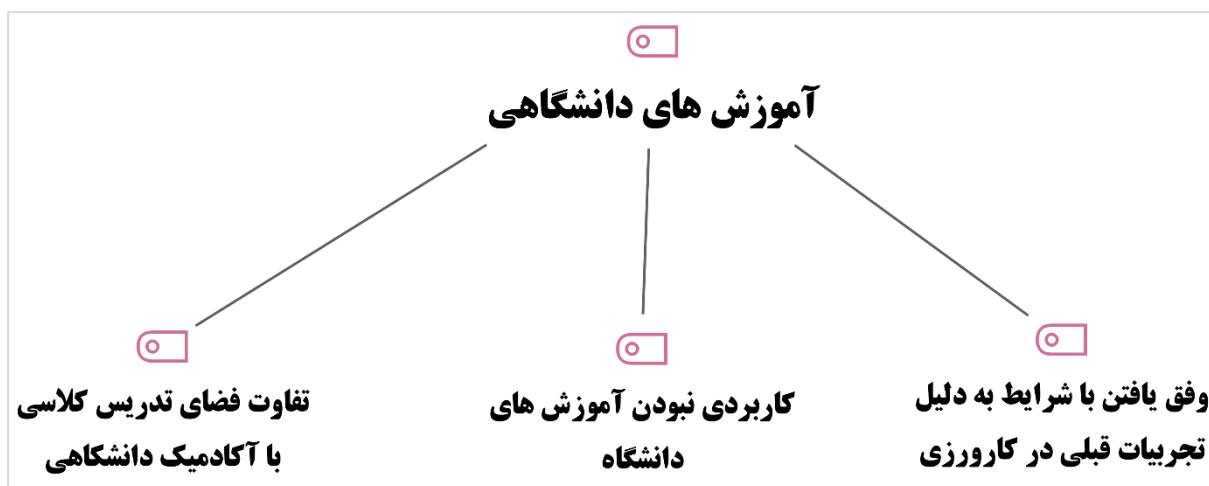 آموزش های دانشگاهی
وفق یافتن با شرایط به دلیل
تجربیات قبلی در کارورزی
کاربردی نبودن آموزش های
دانشگاه
تفاوت فضای تدریس کلاسی
با آکادمیک دانشکاهی